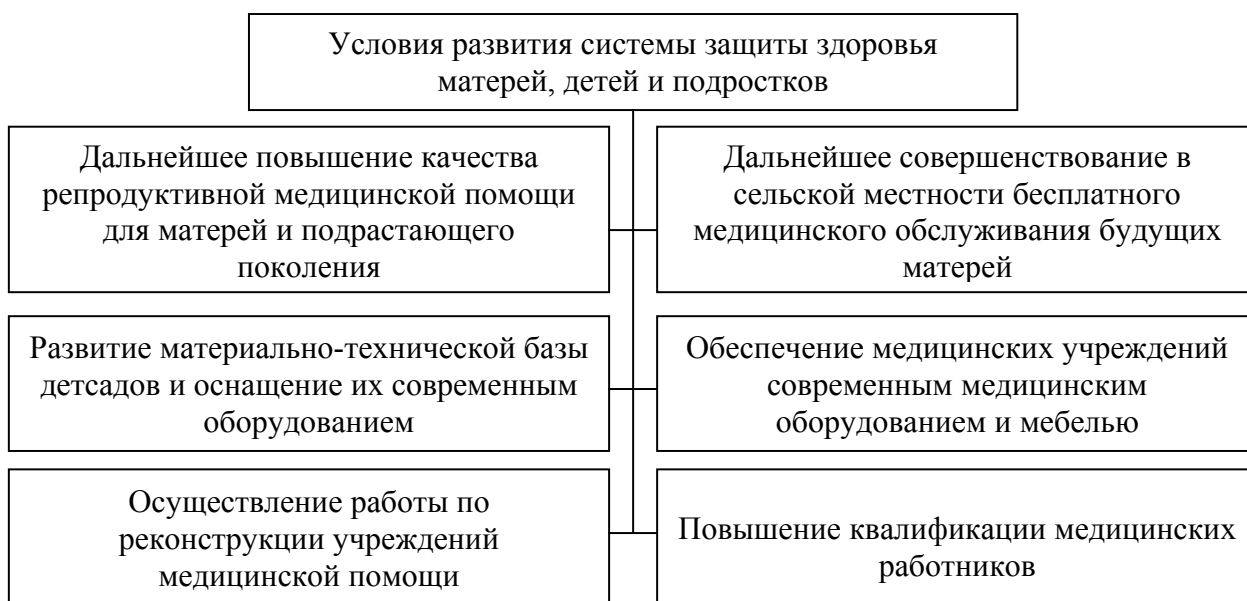 Условия развития системы защиты здоровья
матерей, детей и подростков
Дальнейшее повышение качества
репродуктивной медицинской помощи
для матерей и подрастающего
поколения
Дальнейшее совершенствование в
сельской местности бесплатного
медицинского обслуживания будущих
матерей
Развитие материально-технической базы
детсадов и оснащение их современным
оборудованием
Обеспечение медицинских учреждений
современным медицинским
оборудованием и мебелью
Осуществление работы по
реконструкции учреждений
медицинской помощи
Повышение квалификации медицинских
работников